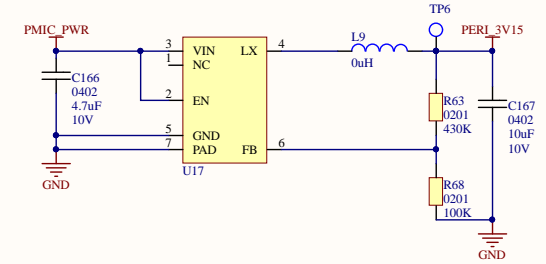 TP6
PMIC_PWR
PERI_3V15
L9
0uH
3 VIN
1 NC
2 EN
5 GND
7 PAD
LX 4
FB 6
U17
C166
0402
4.7uF
10V
R63
0201
430K
C167
0402
10uF
10V
R68
0201
100K
GND
GND